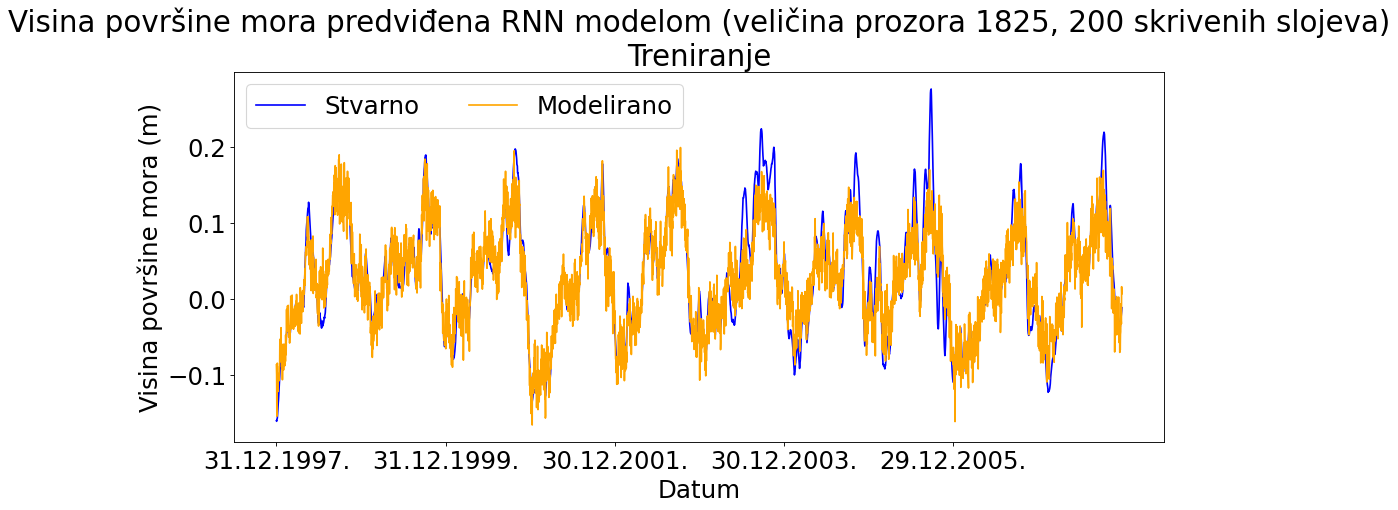 Visina površine mora predviđena RNN modelom (veličina prozora 1825, 200 skrivenih slojeva)
Treniranje
Stvarno Modelirano
Visina površine mora (m)
0.2
0.1
0.0
−0.1
31.12.1997. 31.12.1999. 30.12.2001. 30.12.2003. 29.12.2005.
Datum